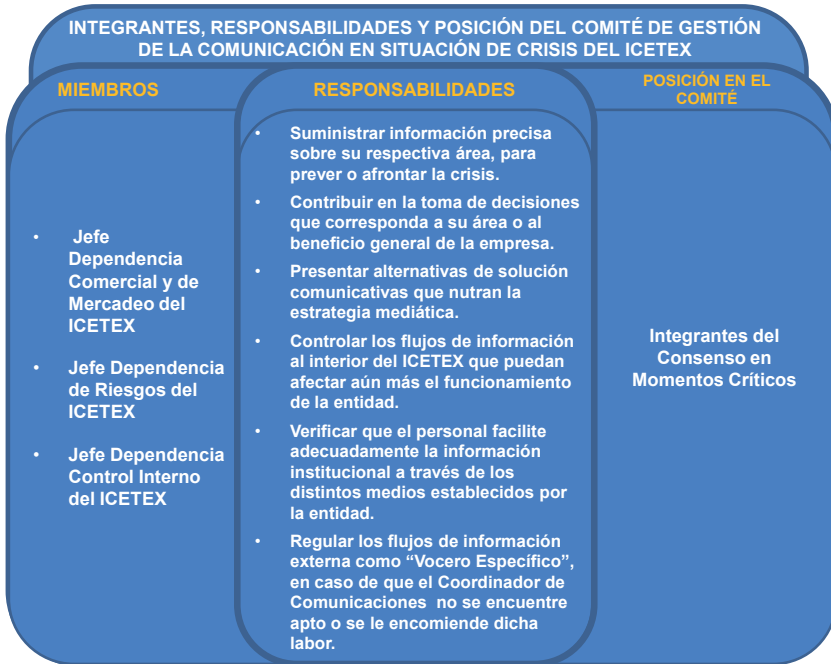 INTEGRANTES, RESPONSABILIDADES Y POSICIÓN DEL COMITÉ DE GESTIÓN
DE LA COMUNICACIÓN EN SITUACIÓN DE CRISIS DEL ICETEX
MIEMBROS
• Jefe
Dependencia
Comercial y de
Mercadeo del
ICETEX
• Jefe Dependencia
de Riesgos del
ICETEX
• Jefe Dependencia
Control Interno
del ICETEX
RESPONSABILIDADES
• Suministrar información precisa
sobre su respectiva área, para
prever o afrontar la crisis.
• Contribuir en la toma de decisiones
que corresponda a su área o al
beneficio general de la empresa.
• Presentar alternativas de solución
comunicativas que nutran la
estrategia mediática.
• Controlar los flujos de información
al interior del ICETEX que puedan
afectar aún más el funcionamiento
de la entidad.
• Verificar que el personal facilite
adecuadamente la información
institucional a través de los
distintos medios establecidos por
la entidad.
• Regular los flujos de información
externa como “Vocero Específico”,
en caso de que el Coordinador de
Comunicaciones no se encuentre
apto o se le encomiende dicha
labor.
POSICIÓN EN EL
COMITÉ
Integrantes del
Consenso en
Momentos Críticos